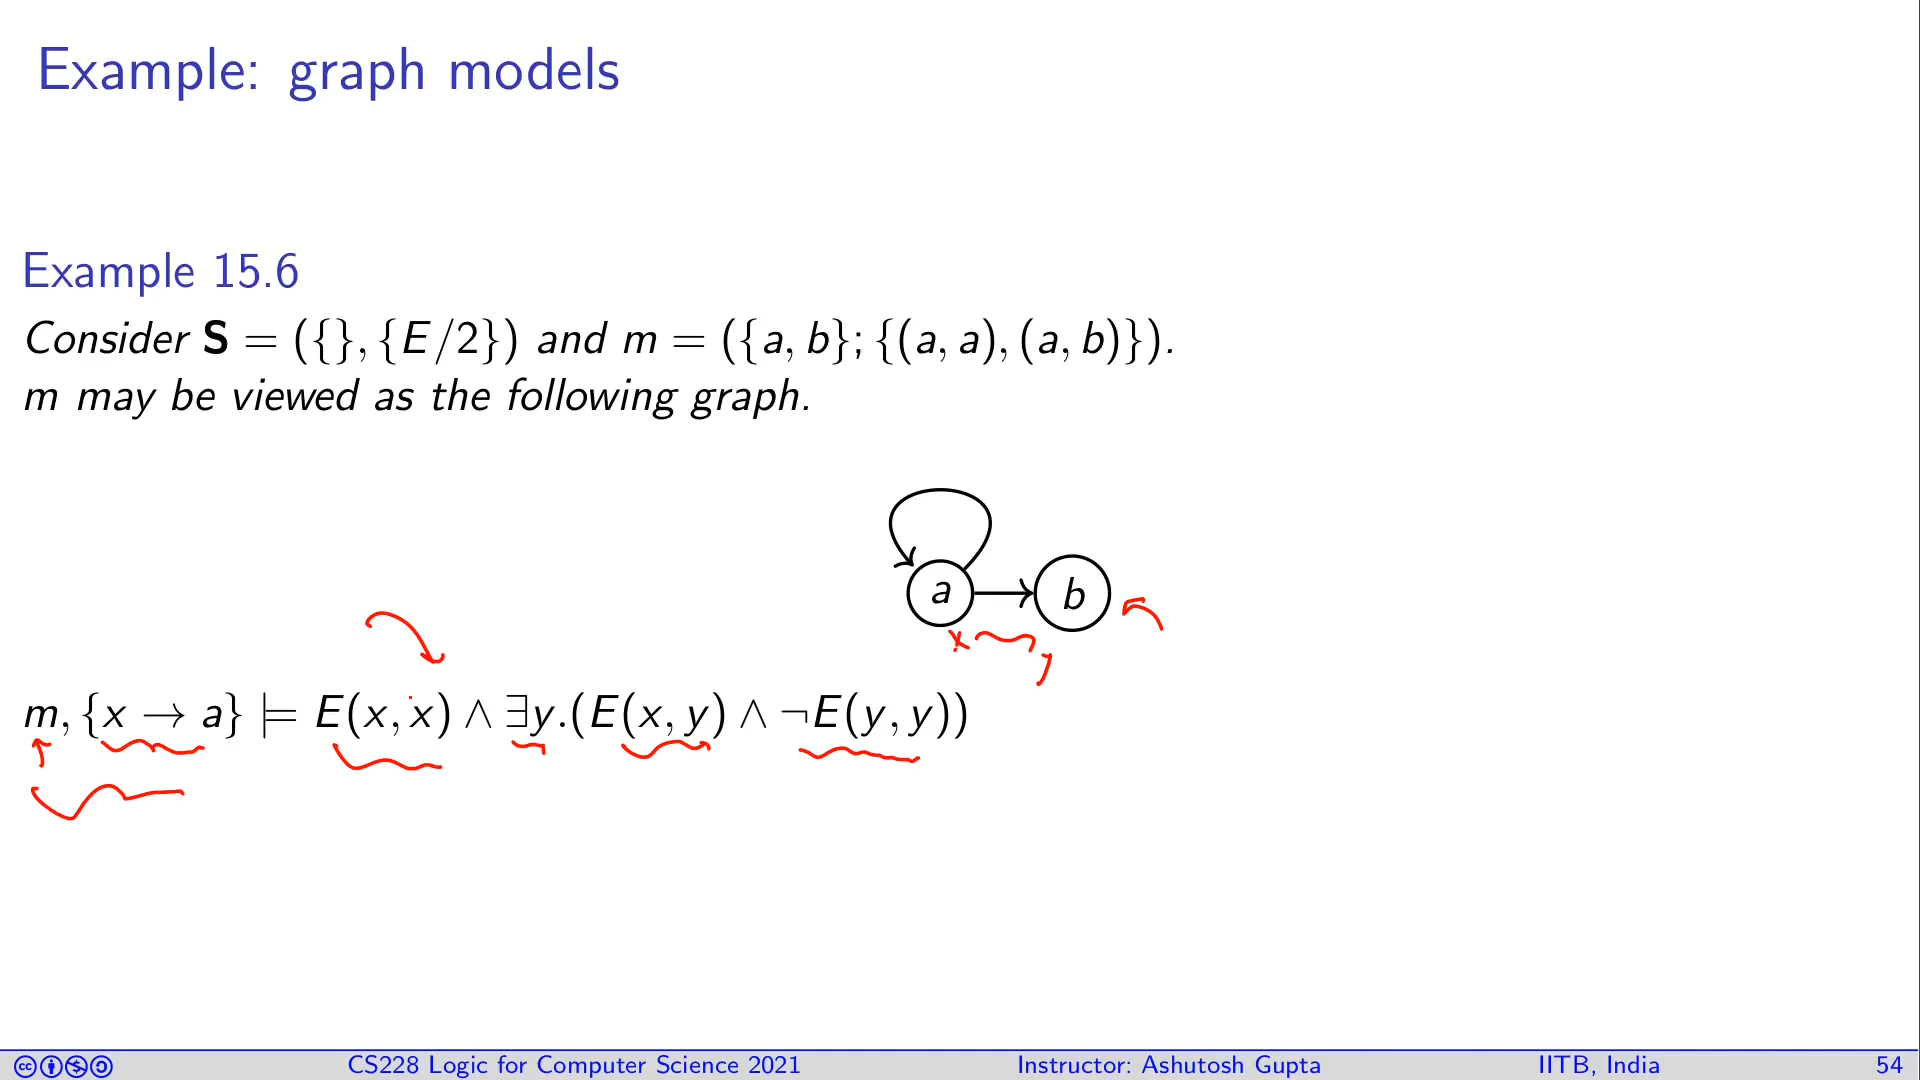 Example: graph models
Example 15.6
Consider S = ({}, {E/2}) and m = ({a, b}; {(a, a), (a, b)}).
m may be viewed as the following graph.
a b
x y
m, {x → a} ⊨ E(x, x) ∧ ∃y.(E(x, y) ∧ ¬E(y, y))
CS228 Logic for Computer Science 2021 Instructor: Ashutosh Gupta IITB, India 54